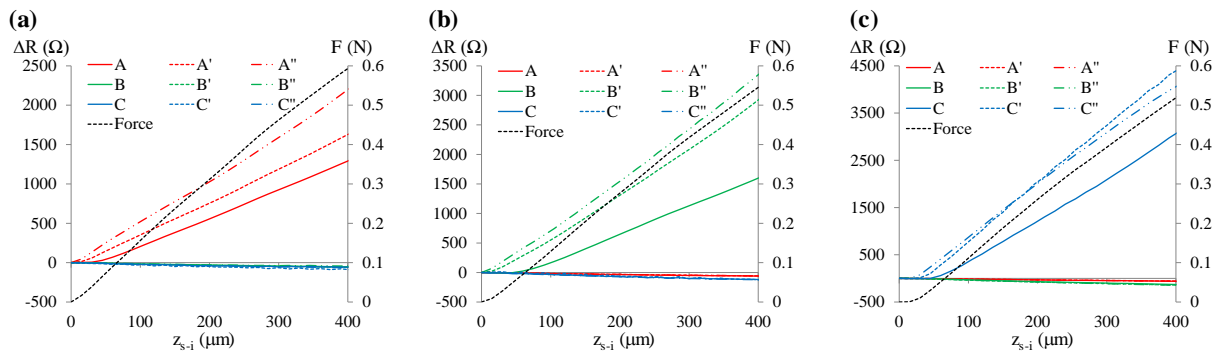 (a)
ΔR (Ω) F (N)
2500 0.6
A A' A"
2000 B B' B" 0.5
C C' C"
1500 Force 0.4
1000 0.3
500 0.2
0 0.1
-500 0
0 100 200 300 400
z_{s-i} (μm)
(b)
ΔR (Ω) F (N)
3500 0.6
A A' A"
3000 B B' B" 0.5
2500 C C' C"
2000 Force 0.4
1500 0.3
1000 0.2
500
0 0.1
-500 0
0 100 200 300 400
z_{s-i} (μm)
(c)
ΔR (Ω) F (N)
4500 0.6
A A' A"
3500 B B' B" 0.5
C C' C"
Force 0.4
2500
0.3
1500
0.2
500 0.1
-500 0
0 100 200 300 400
z_{s-i} (μm)